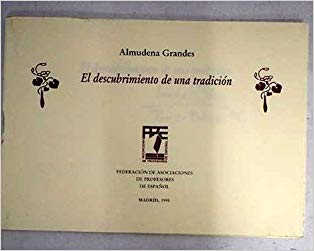 Almudena Grandes
El descubrimiento de una tradición
FEDERACIÓN DE ASOCIACIONES
DE PROFESORES
DE ESPAÑOL
MADRID, 1995